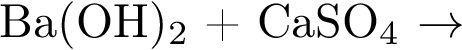 Ba(OH)₂ + CaSO₄ →